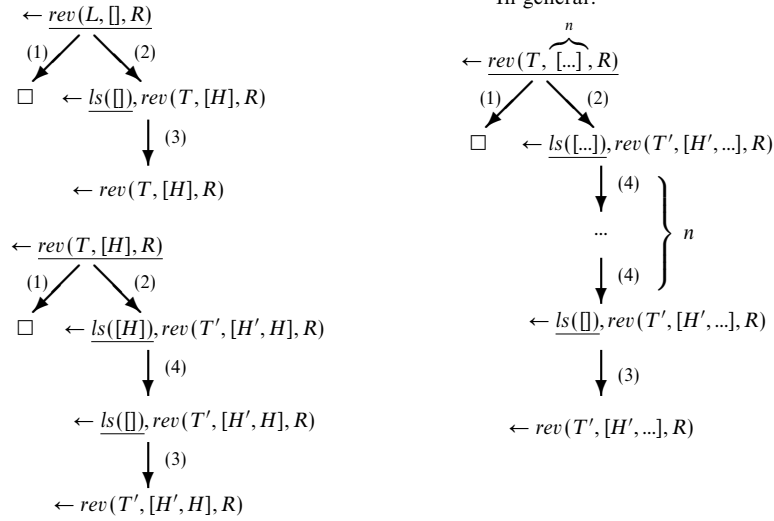 ← rev(L, [], R)
(1) (2)
□ ← ls([]), rev(T, [H], R)
(3)
← rev(T, [H], R)
← rev(T, [H], R)
(1) (2)
□ ← ls([H]), rev(T′, [H′, H], R)
(4)
← ls([]), rev(T′, [H′, H], R)
(3)
← rev(T′, [H′, H], R)
In general:
n
← rev(T, [...], R)
(1) (2)
□ ← ls([...]), rev(T′, [H′, ...], R)
(4)
... n
(4)
← ls([]), rev(T′, [H′, ...], R)
(3)
← rev(T′, [H′, ...], R)